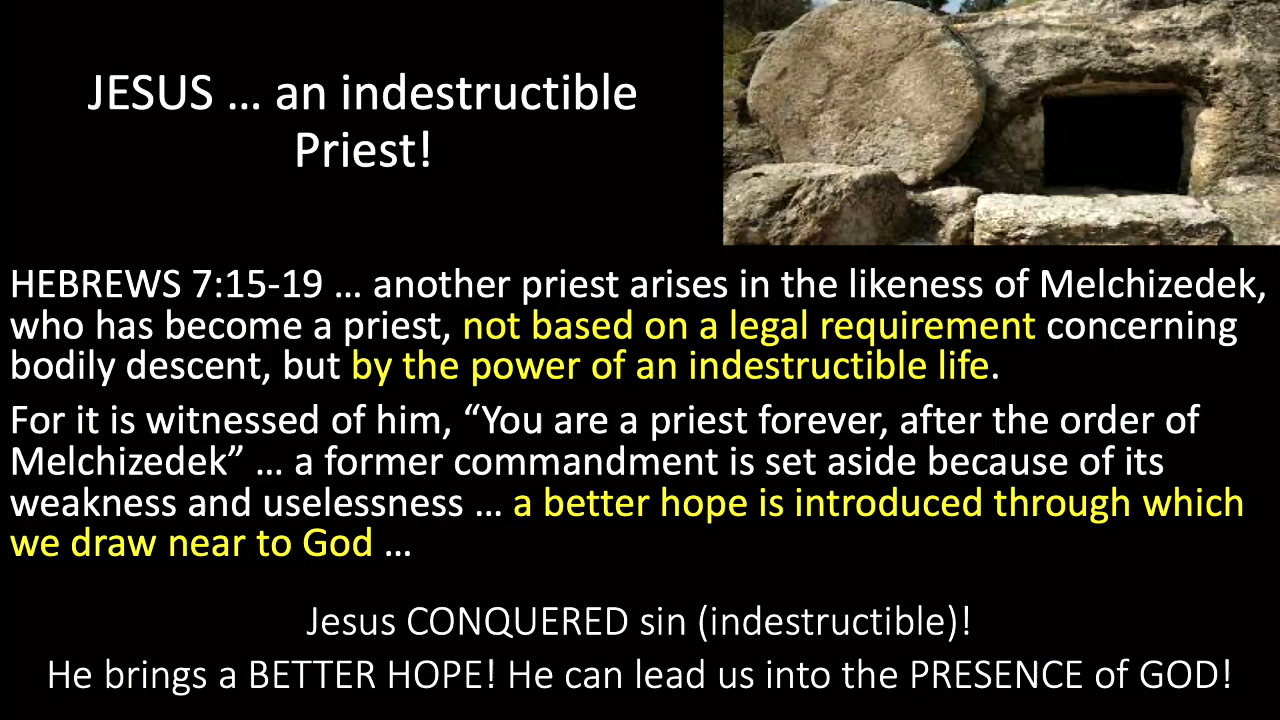 JESUS … an indestructible
Priest!
HEBREWS 7:15-19 … another priest arises in the likeness of Melchizedek,
who has become a priest, not based on a legal requirement concerning
bodily descent, but by the power of an indestructible life.
For it is witnessed of him, “You are a priest forever, after the order of
Melchizedek” … a former commandment is set aside because of its
weakness and uselessness … a better hope is introduced through which
we draw near to God …
Jesus CONQUERED sin (indestructible)!
He brings a BETTER HOPE! He can lead us into the PRESENCE of GOD!